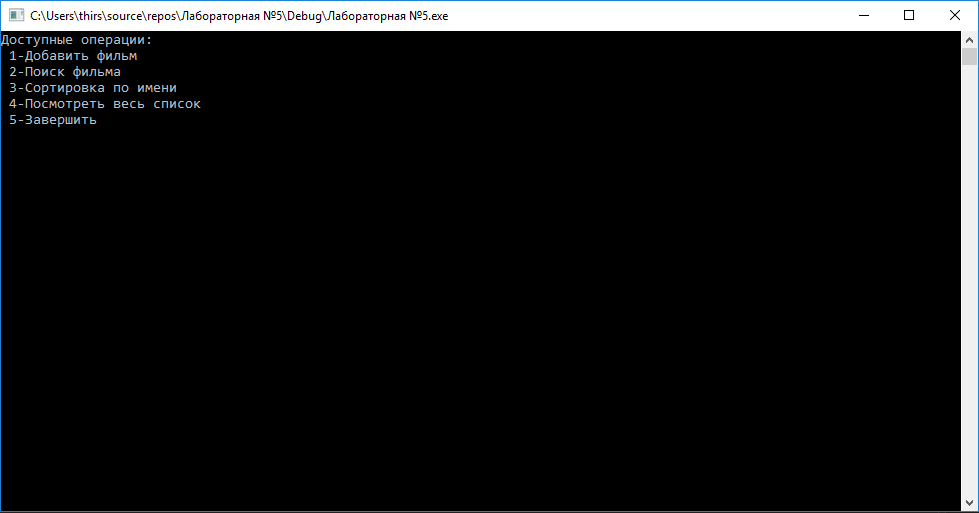 C:\Users\thirs\source\repos\Лабораторная №5\Debug\Лабораторная №5.exe
Доступные операции:
1-Добавить фильм
2-Поиск фильма
3-Сортировка по имени
4-Посмотреть весь список
5-Завершить